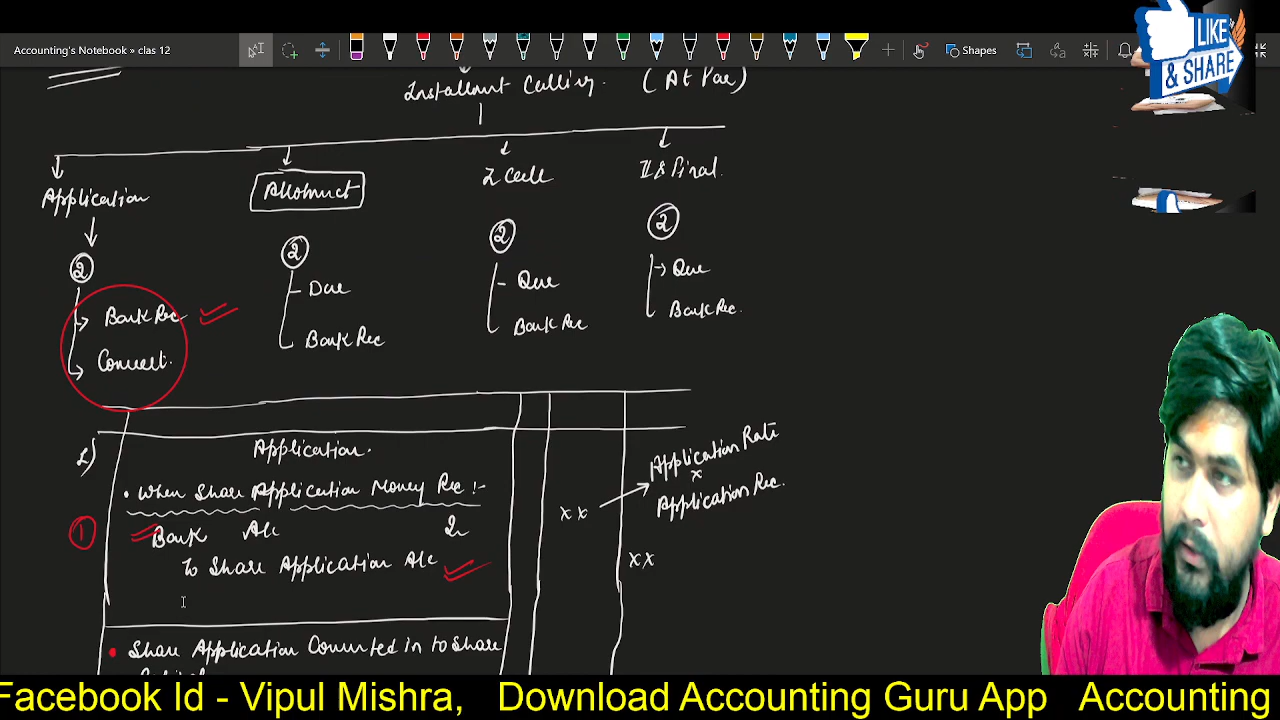 Accounting's Notebook » clas 12
Shapes
LIKE
& SHARE
Installment Calling. (At Par)
Application
Allotment
I Call
II & Final.
2
2
2
2
Bank Rec
Convert.
Due
Bank Rec
Due
Bank Rec
Due
Bank Rec.
1)
Application.
• When Share Application Money Rec :-
1
Bank A/c
To Share Application A/c
xx
xx
Application Rate
x
Application Rec.
• Share Application Converted in to Share
Facebook Id - Vipul Mishra, Download Accounting Guru App Accounting